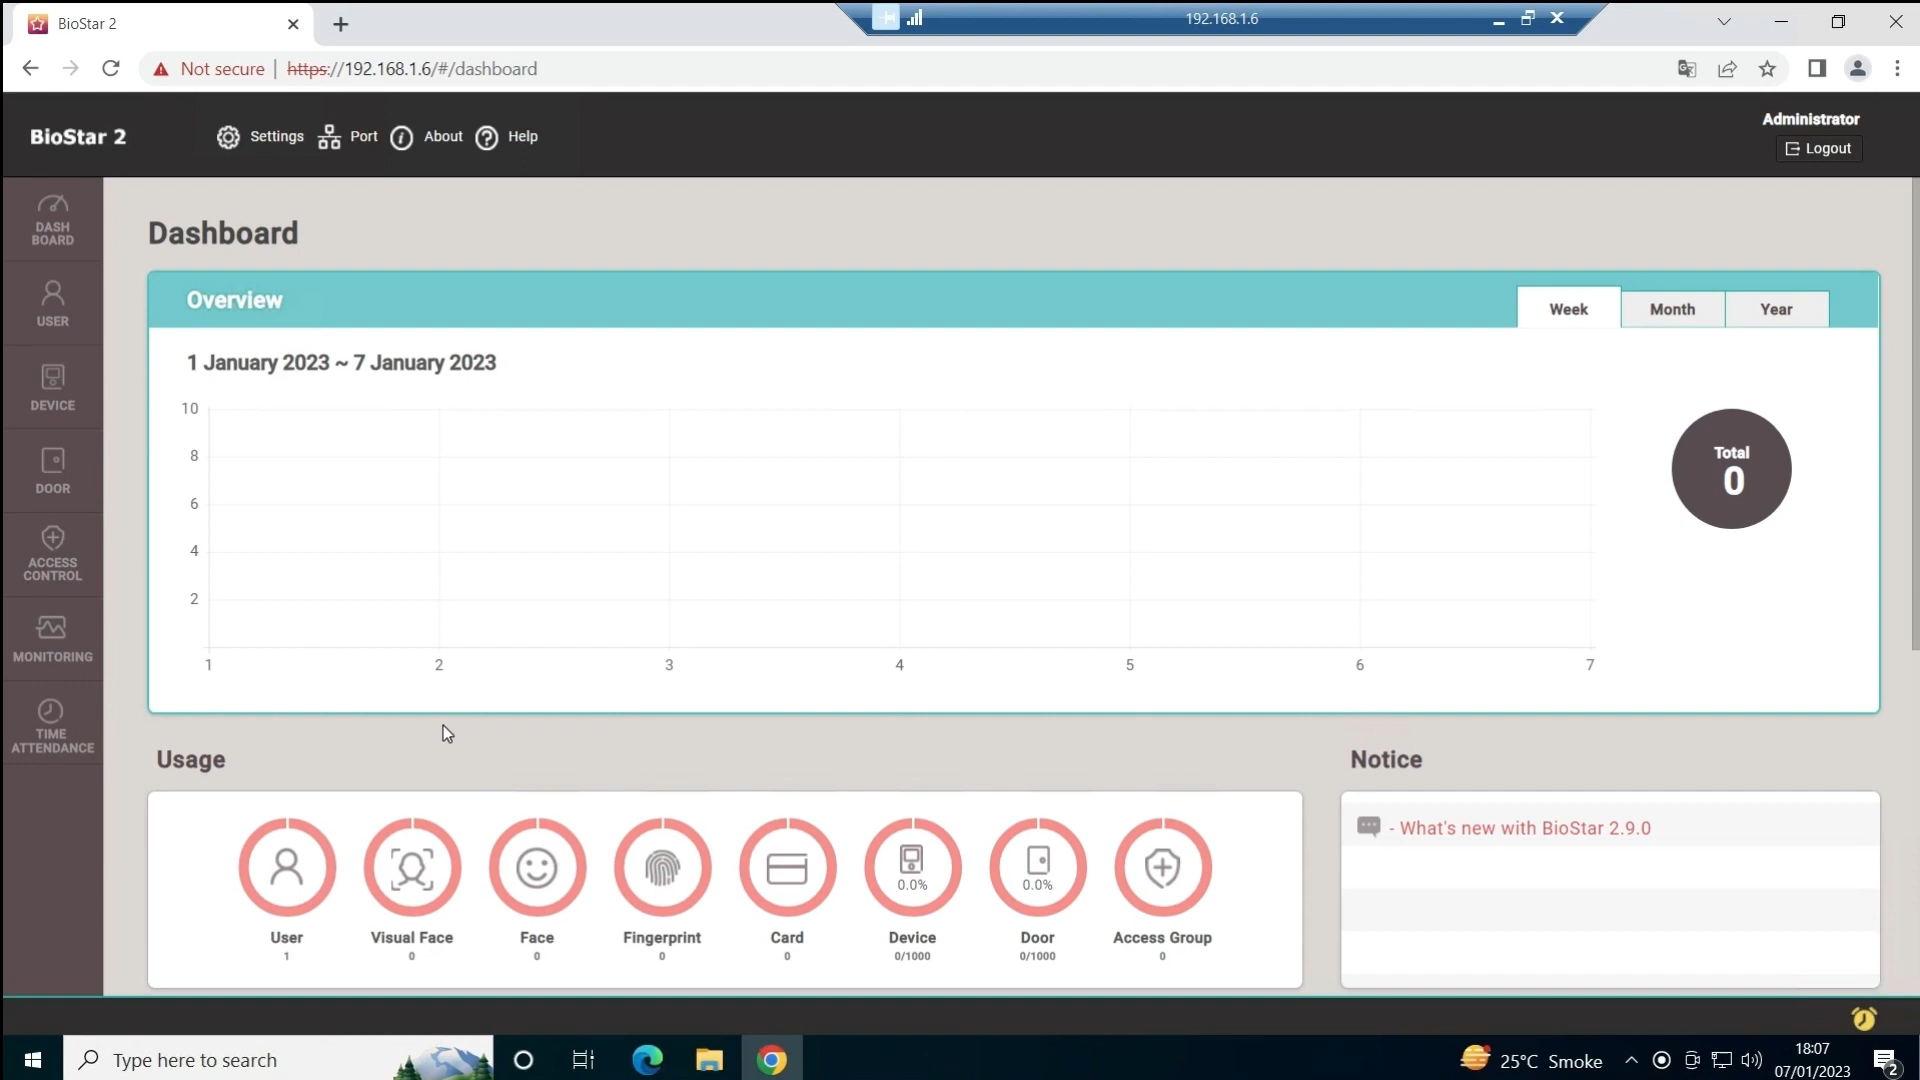 BioStar 2
192.168.1.6
Not secure | https://192.168.1.6/#/dashboard
BioStar 2
Settings
Port
About
Help
Administrator
Logout
DASH
BOARD
USER
DEVICE
DOOR
ACCESS
CONTROL
MONITORING
TIME
ATTENDANCE
Dashboard
Overview
Week
Month
Year
1 January 2023 ~ 7 January 2023
10
8
6
4
2
1 2 3 4 5 6 7
Total
0
Usage
User
1
Visual Face
0
Face
0
Fingerprint
0
Card
0
0.0%
Device
0/1000
0.0%
Door
0/1000
Access Group
0
Notice
- What's new with BioStar 2.9.0
Type here to search
25°C Smoke
18:07
07/01/2023
2